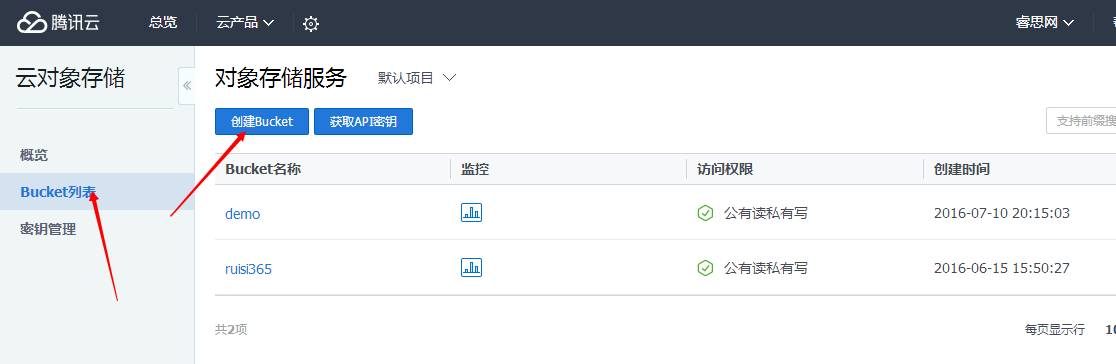 腾讯云 总览 云产品 睿思网
云对象存储
对象存储服务 默认项目
创建Bucket 获取API密钥 支持前缀搜
概览
Bucket列表
密钥管理
Bucket名称 监控 访问权限 创建时间
demo 公有读私有写 2016-07-10 20:15:03
ruisi365 公有读私有写 2016-06-15 15:50:27
共2项 每页显示行 10